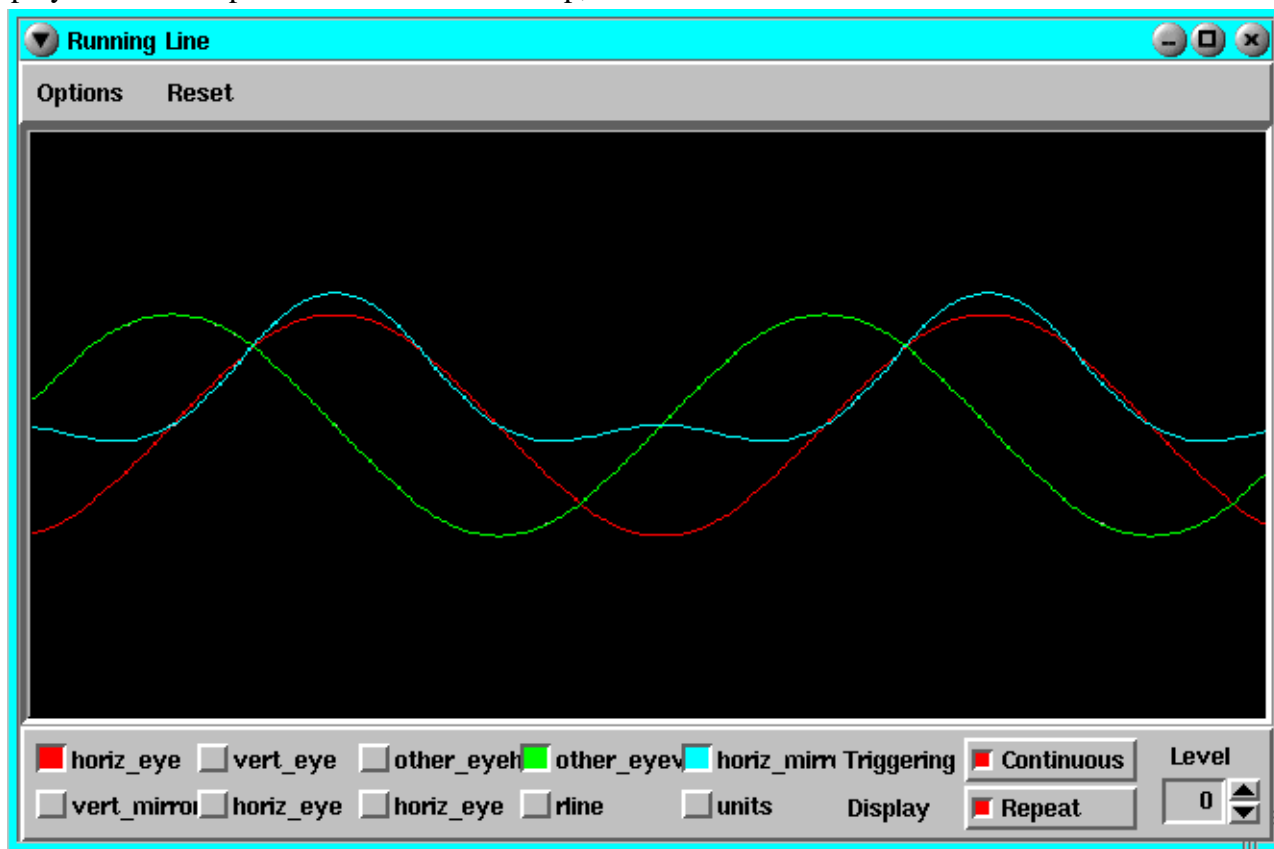 Running Line
Options Reset
horiz_eye vert_eye other_eyeh other_eyev horiz_mirr Triggering Continuous Level
vert_mirror horiz_eye horiz_eye rline units Display Repeat 0